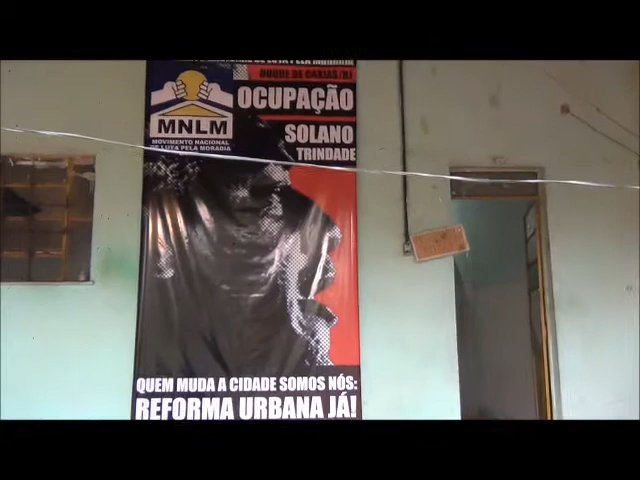 DUQUE DE CAXIAS/RJ
OCUPAÇÃO
SOLANO
TRINDADE
MNLM
MOVIMENTO NACIONAL
DE LUTA PELA MORADIA
QUEM MUDA A CIDADE SOMOS NÓS:
REFORMA URBANA JÁ!